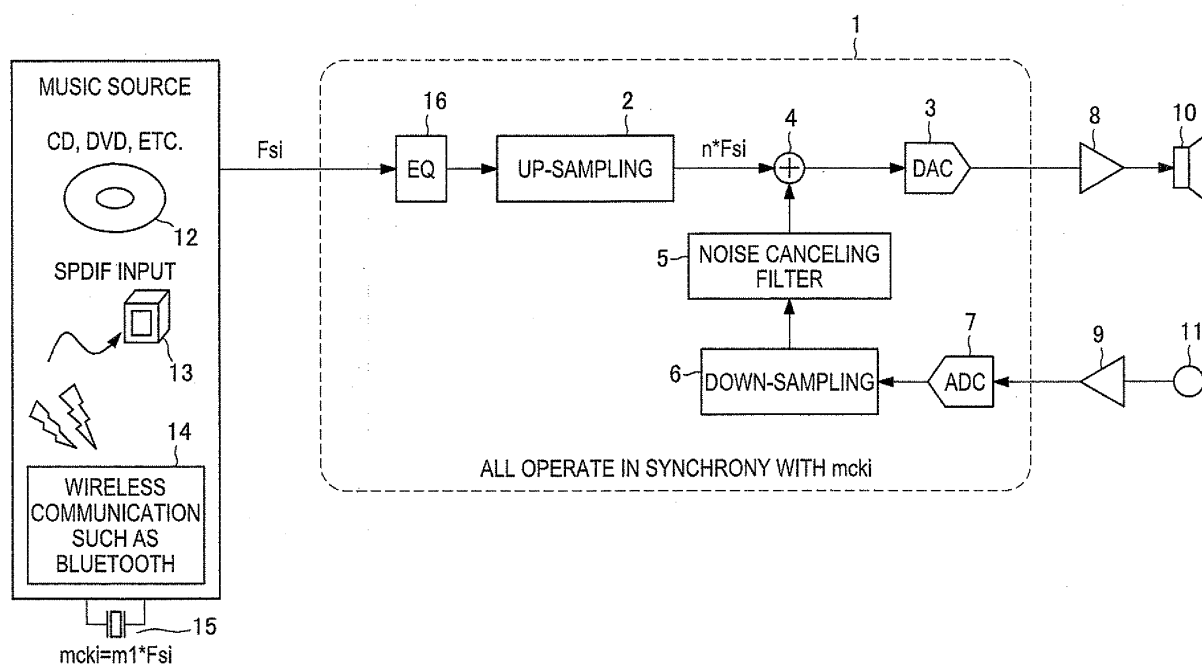 1
MUSIC SOURCE
CD, DVD, ETC.
12
SPDIF INPUT
13
14
WIRELESS
COMMUNICATION
SUCH AS
BLUETOOTH
15
mcki=m1*Fsi
Fsi
16
EQ
2
UP-SAMPLING
n*Fsi
4
3
DAC
8
10
5
NOISE CANCELING
FILTER
6
DOWN-SAMPLING
7
ADC
9
11
ALL OPERATE IN SYNCHRONY WITH mcki